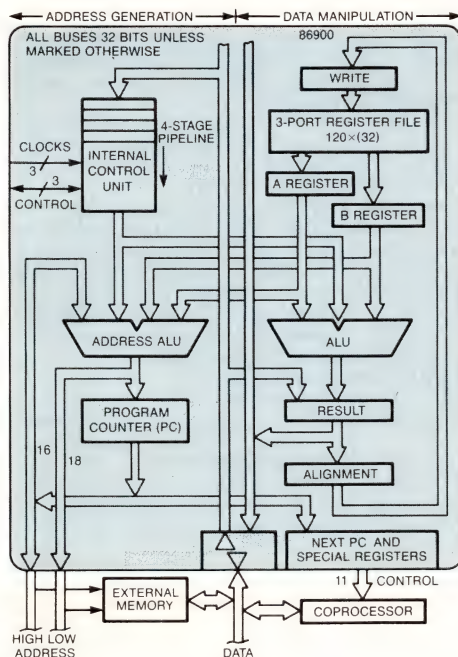 ADDRESS GENERATION
DATA MANIPULATION
ALL BUSES 32 BITS UNLESS
MARKED OTHERWISE
86900
WRITE
4-STAGE
PIPELINE
3-PORT REGISTER FILE
120×(32)
CLOCKS
3
INTERNAL
CONTROL
UNIT
3
CONTROL
A REGISTER
B REGISTER
ADDRESS ALU
ALU
PROGRAM
COUNTER (PC)
RESULT
16
18
ALIGNMENT
NEXT PC AND
SPECIAL REGISTERS
11
CONTROL
EXTERNAL
MEMORY
COPROCESSOR
HIGH LOW
ADDRESS
DATA